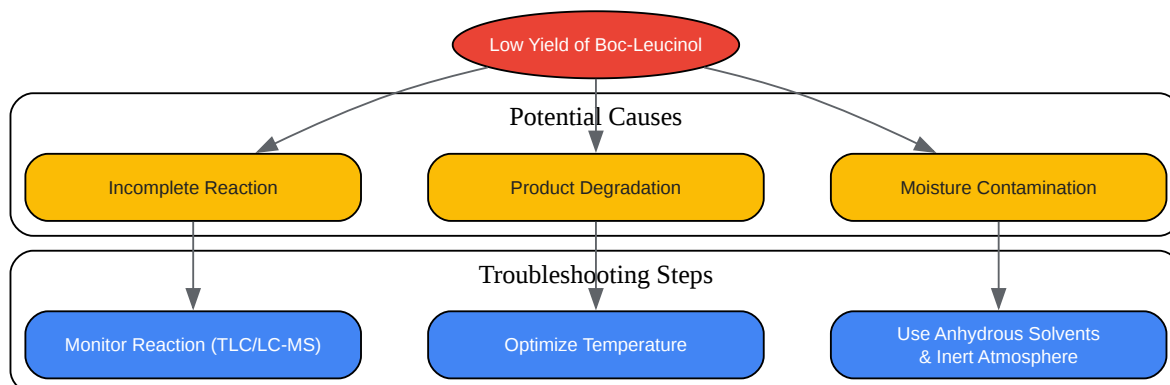 Low Yield of Boc-Leucinol
Potential Causes
Incomplete Reaction
Product Degradation
Moisture Contamination
Troubleshooting Steps
Monitor Reaction (TLC/LC-MS)
Optimize Temperature
Use Anhydrous Solvents
& Inert Atmosphere